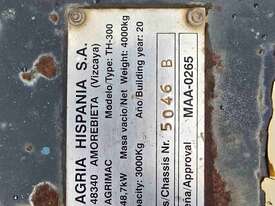 AGRIA HISPANIA S.A.
48340 AMOREBIETA (Vizcaya)
AGRIMAC Modelo/Type: TH-300
48.7kW Masa vacio/Net Weight: 4000kg
Capacity: 3000Kg Año/Building year: 20
s/Chassis Nr. 5046 B
ña/Approval MAA-0265